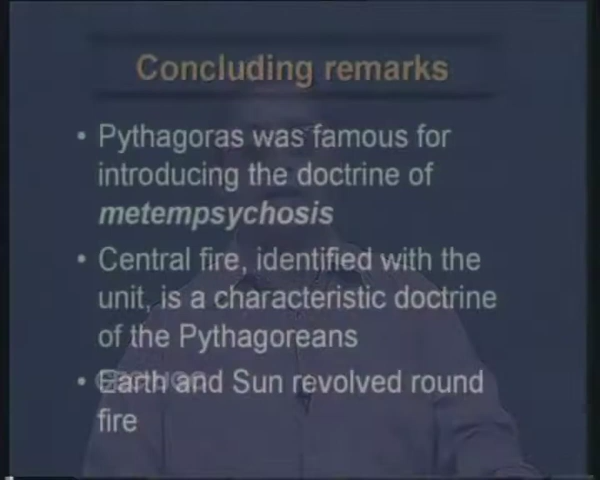 Concluding remarks
• Pythagoras was famous for
introducing the doctrine of
metempsychosis
• Central fire, identified with the
unit, is a characteristic doctrine
of the Pythagoreans
• Earth and Sun revolved round
fire